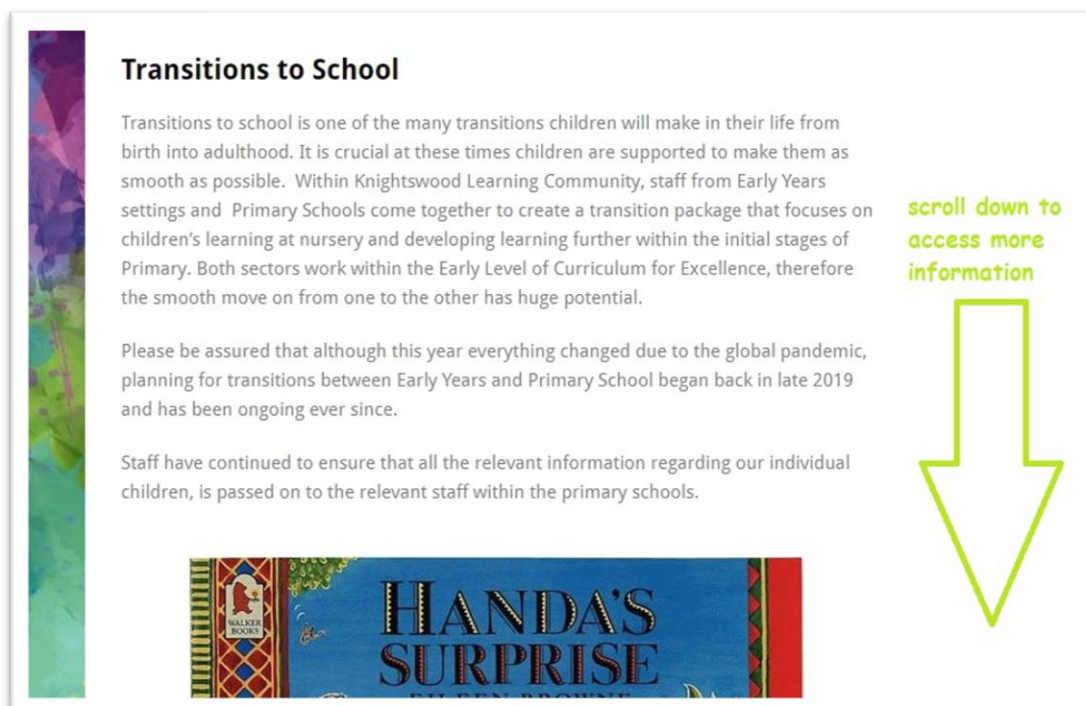 Transitions to School
Transitions to school is one of the many transitions children will make in their life from
birth into adulthood. It is crucial at these times children are supported to make them as
smooth as possible.  Within Knightswood Learning Community, staff from Early Years
settings and  Primary Schools come together to create a transition package that focuses on
children’s learning at nursery and developing learning further within the initial stages of
Primary. Both sectors work within the Early Level of Curriculum for Excellence, therefore
the smooth move on from one to the other has huge potential.
Please be assured that although this year everything changed due to the global pandemic,
planning for transitions between Early Years and Primary School began back in late 2019
and has been ongoing ever since.
Staff have continued to ensure that all the relevant information regarding our individual
children, is passed on to the relevant staff within the primary schools.
scroll down to
access more
information
WALKER
BOOKS
HANDA'S
SURPRISE
EILEEN BROWNE